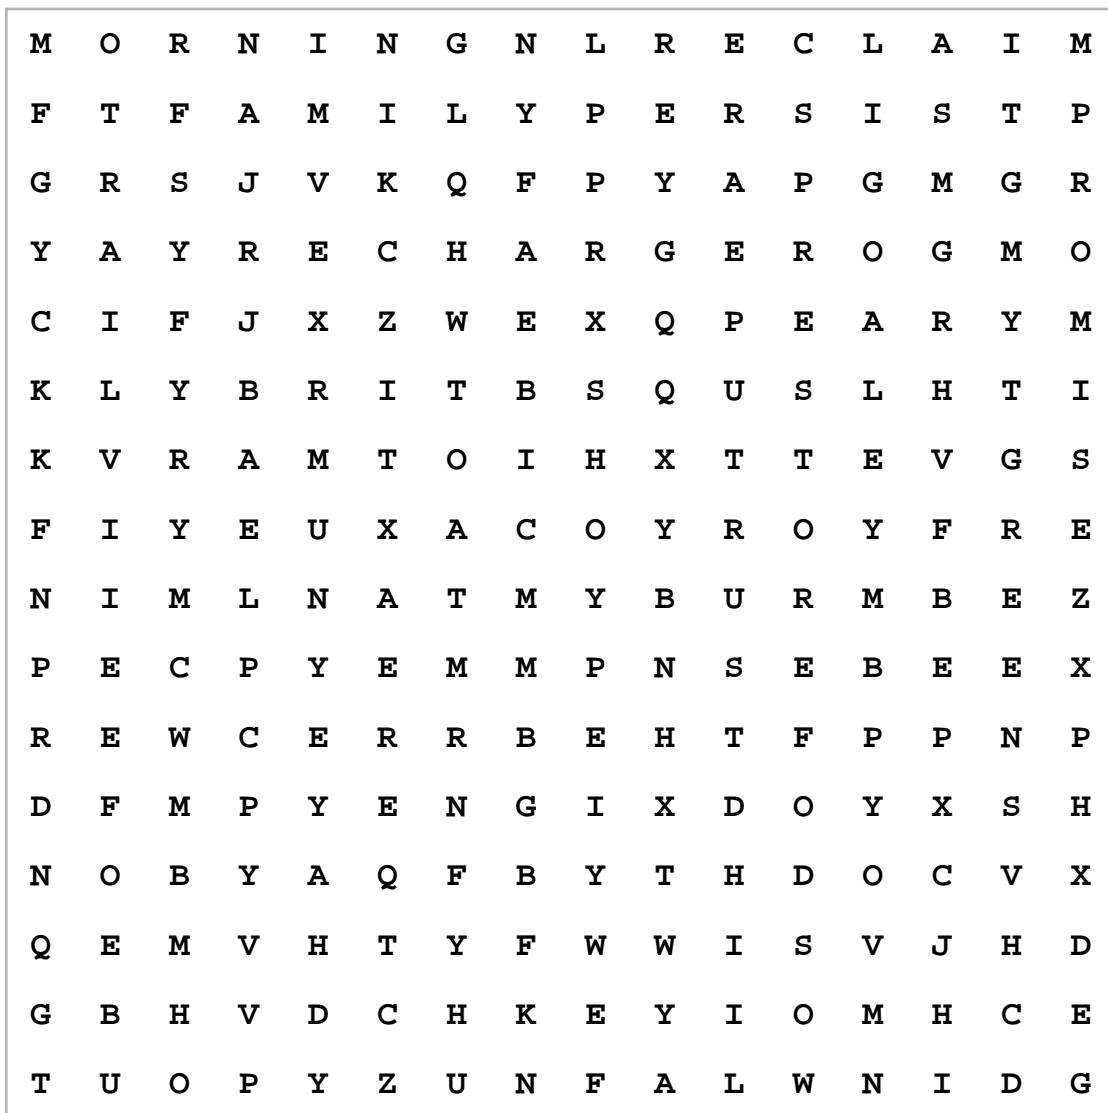 M O R N I N G N L R E C L A I M
F T F A M I L Y P E R S I S T P
G R S J V K Q F P Y A P G M G R
Y A Y R E C H A R G E R O G M O
C I F J X Z W E X Q P E A R Y M
K L Y B R I T B S Q U S L H T I
K V R A M T O I H X T T E V G S
F I Y E U X A C O Y R O Y F R E
N I M L N A T M Y B U R M B E Z
P E C P Y E M M P N S E B E E X
R E W C E R R B E H T F P P N P
D F M P Y E N G I X D O Y X S H
N O B Y A Q F B Y T H D O C V X
Q E M V H T Y F W W I S V J H D
G B H V D C H K E Y I O M H C E
T U O P Y Z U N F A L W N I D G